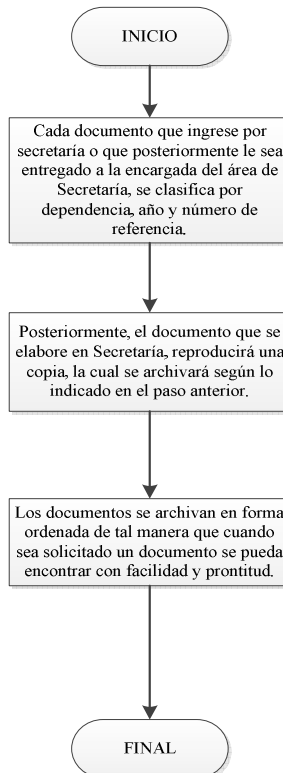 INICIO
Cada documento que ingrese por
secretaría o que posteriormente le sea
entregado a la encargada del área de
Secretaría, se clasifica por
dependencia, año y número de
referencia.
Posteriormente, el documento que se
elabore en Secretaría, reproducirá una
copia, la cual se archivará según lo
indicado en el paso anterior.
Los documentos se archivan en forma
ordenada de tal manera que cuando
sea solicitado un documento se pueda
encontrar con facilidad y prontitud.
FINAL